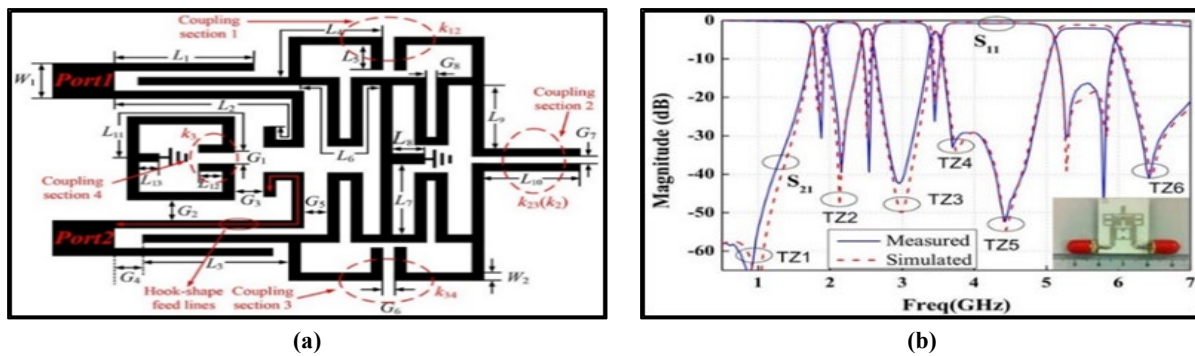 Coupling
section 1
k12
L4
L5
L1
G8
W1
Port1
Coupling
section 2
L2
L9
L11
k3
G7
G1
L6
L8
L10
Coupling
section 4
L13
L12
G3
k23(k2)
G2
G5
L7
Port2
G4
L3
W2
Hook-shape
feed lines
Coupling
section 3
k34
G6
(a)
(b)
0
-10
-20
-30
-40
-50
-60
Magnitude (dB)
S11
S21
TZ1
TZ2
TZ3
TZ4
TZ5
TZ6
Measured
Simulated
1 2 3 4 5 6 7
Freq(GHz)